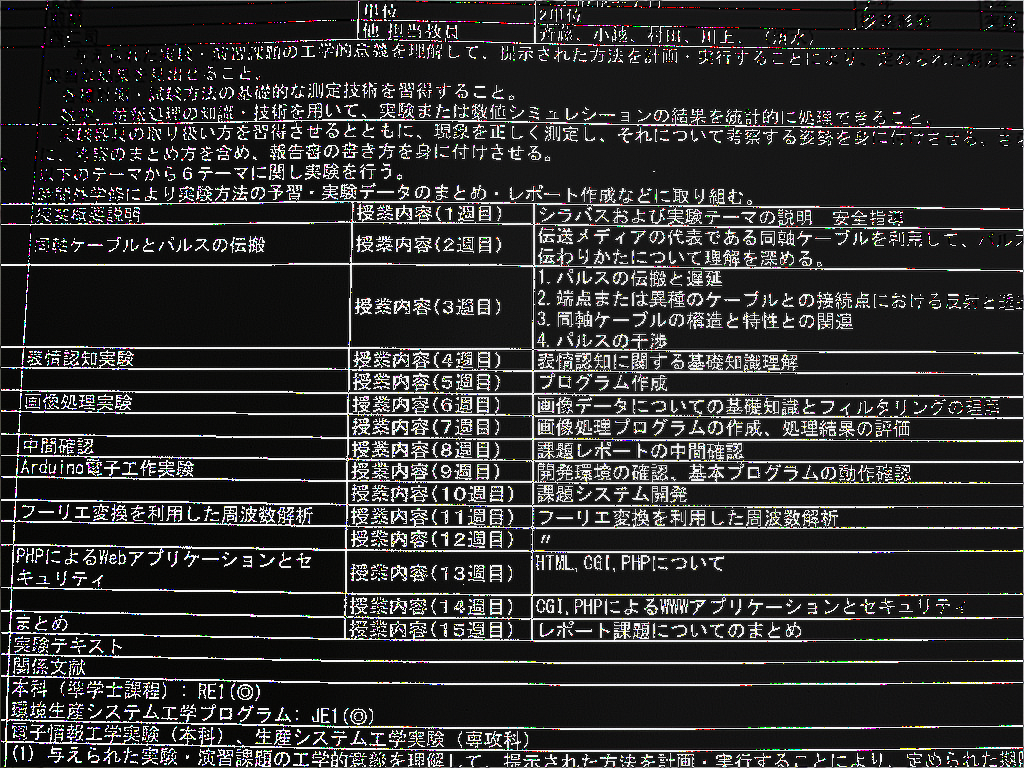 単位 2単位
他 担当教員 斉藤、小越、村田、川上、
・演習課題の工学的意義を理解して、提示された方法を計画・実行することにより、
見出せること。
・試験方法の基礎的な測定技術を習得すること。
処理の知識・技術を用いて、実験または数値シミュレションの結果を統計的に処理できること。
の取り扱い方を習得させるとともに、現象を正しく測定し、それについて考察する姿勢を身に付けさせる。
のまとめ方を含め、報告書の書き方を身に付けさせる。
以下のテーマから6テーマに関し実験を行う。
により実験方法の予習・実験データのまとめ・レポート作成などに取り組む。
授業概要説明 授業内容(1週目) シラバスおよび実験テーマの説明 安全指導
同軸ケーブルとパルスの伝搬 授業内容(2週目) 伝送メディアの代表である同軸ケーブルを利用して、パルス
伝わりかたについて理解を深める。
授業内容(3週目) 1. パルスの伝搬と遅延
2. 端点または異種のケーブルとの接続点における反射と
3. 同軸ケーブルの構造と特性との関連
4. パルスの干渉
表情認知実験 授業内容(4週目) 表情認知に関する基礎知識理解
授業内容(5週目) プログラム作成
画像処理実験 授業内容(6週目) 画像データについての基礎知識とフィルタリングの理解
授業内容(7週目) 画像処理プログラムの作成、処理結果の評価
中間確認 授業内容(8週目) 課題レポートの中間確認
Arduino電子工作実験 授業内容(9週目) 開発環境の確認、基本プログラムの動作確認
授業内容(10週目) 課題システム開発
フーリエ変換を利用した周波数解析 授業内容(11週目) フーリエ変換を利用した周波数解析
授業内容(12週目) 〃
PHPによるWebアプリケーションとセ
キュリティ 授業内容(13週目) HTML,CGI,PHPについて
授業内容(14週目) CGI,PHPによるWWWアプリケーションとセキュリティ
まとめ 授業内容(15週目) レポート課題についてのまとめ
実験テキスト
関係文献
本科（準学士課程）: RE1(◎)
環境生産システム工学プログラム: JE1(◎)
電子情報工学実験（本科）、生産システム工学実験（専攻科）
(1) 与えられた実験・演習課題の工学的意義を理解して、提示された方法を計画・実行することにより、定められた期